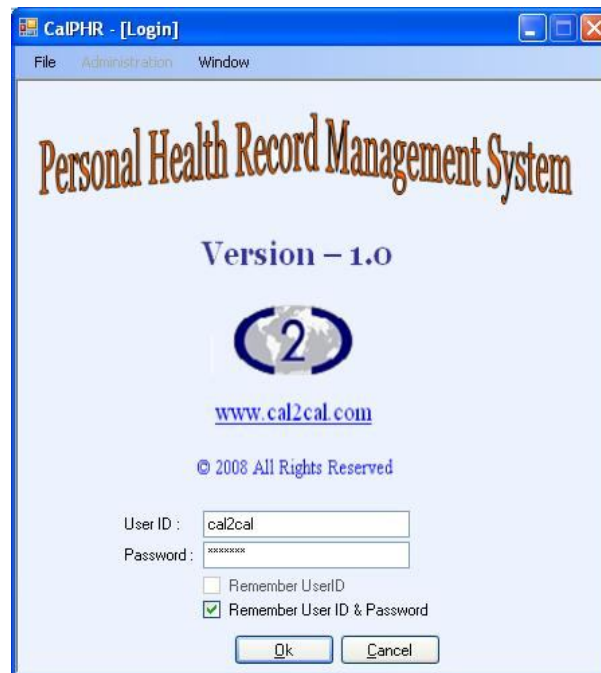 CalPHR - [Login]
File Administration Window
Personal Health Record Management System
Version – 1.0
2
www.cal2cal.com
© 2008 All Rights Reserved
User ID : cal2cal
Password : *******
Remember UserID
Remember User ID & Password
Ok Cancel